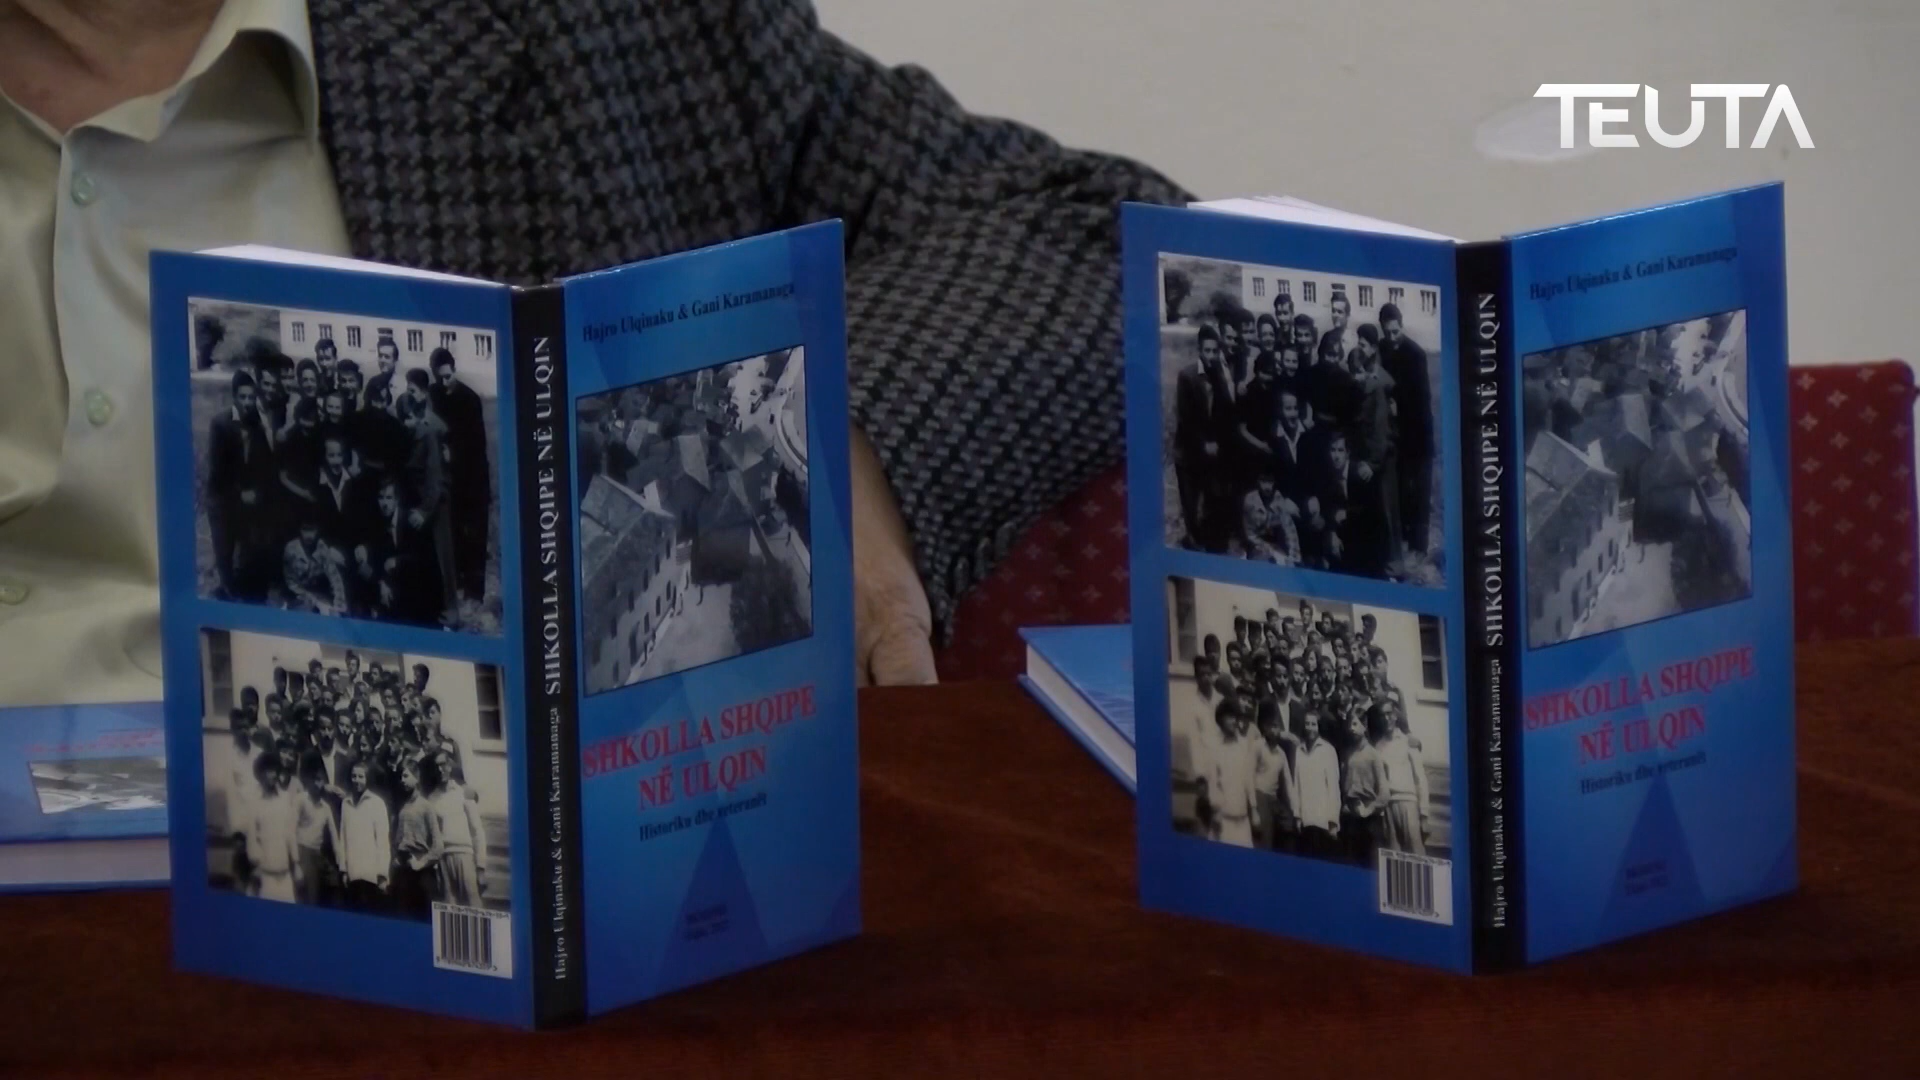 TEUTA
Hajro Ulqinaku & Gani Karamanaga
SHKOLLA SHQIPE
NË ULQIN
Historiku dhe veteranët
Hajro Ulqinaku & Gani Karamanaga SHKOLLA SHQIPE NË ULQIN
Hajro Ulqinaku & Gani Karamanaga
SHKOLLA SHQIPE
NË ULQIN
Historiku dhe veteranët
Hajro Ulqinaku & Gani Karamanaga SHKOLLA SHQIPE NË ULQIN